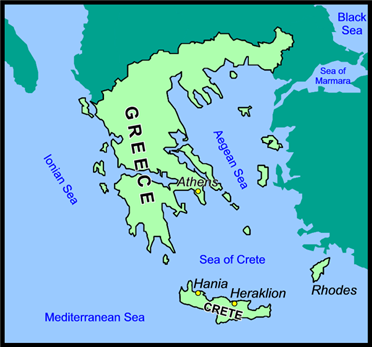 Black
Sea
Sea of
Marmara
GREECE
Aegean Sea
Ionian Sea
Athens
Sea of Crete
Hania
Heraklion
Rhodes
CRETE
Mediterranean Sea